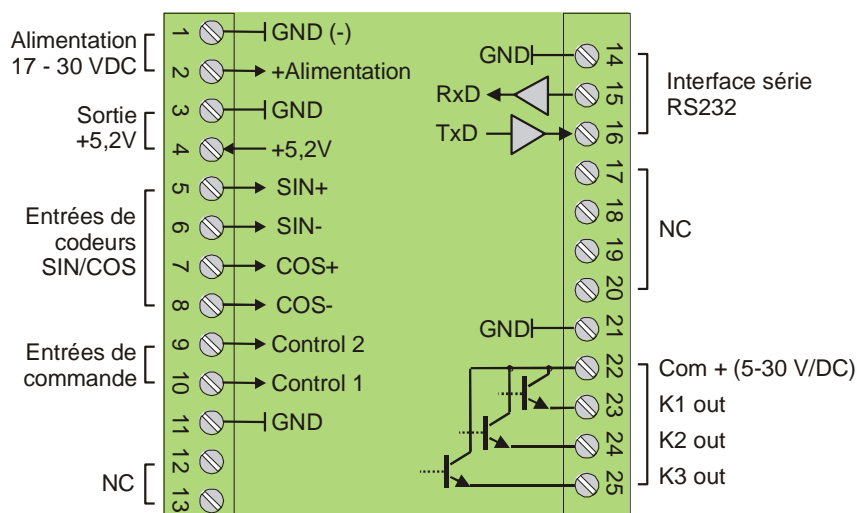 Alimentation
17 - 30 VDC
Sortie
+5,2V
Entrées de
codeurs
SIN/COS
Entrées de
commande
NC
1 GND (-)
2 +Alimentation
3 GND
4 +5,2V
5 SIN+
6 SIN-
7 COS+
8 COS-
9 Control 2
10 Control 1
11 GND
12
13
GND 14
RxD 15
TxD 16
17
18
19
20
GND 21
22
23
24
25
Interface série
RS232
NC
Com + (5-30 V/DC)
K1 out
K2 out
K3 out